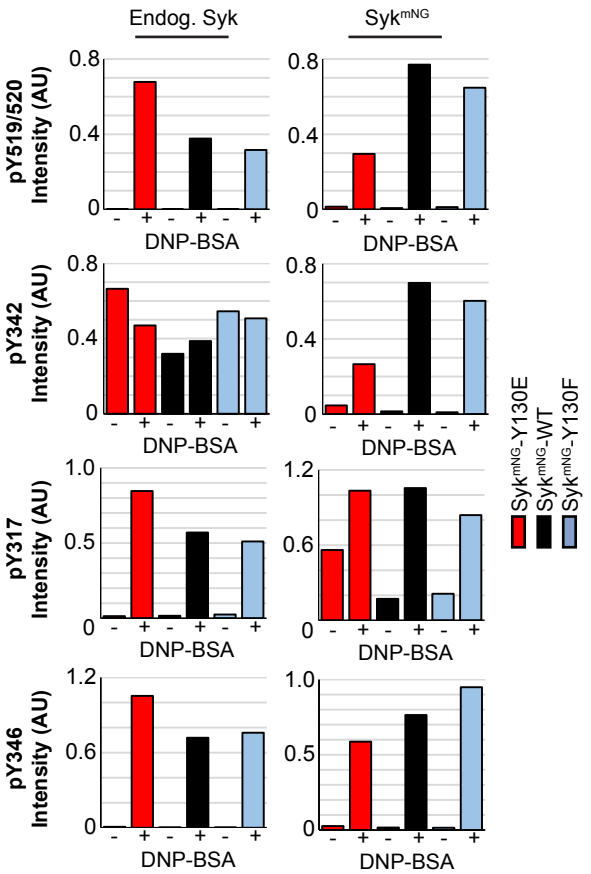 Endog. Syk
Syk^mNG
pY519/520
Intensity (AU)
0.8
0.4
0
- + - + - +
DNP-BSA
0.8
0.4
0
- + - + - +
DNP-BSA
pY342
Intensity (AU)
0.8
0.4
0
- + - + - +
DNP-BSA
0.8
0.4
0
- + - + - +
DNP-BSA
pY317
Intensity (AU)
1.0
0.5
0
- + - + - +
DNP-BSA
1.2
0.6
0
- + - + - +
DNP-BSA
pY346
Intensity (AU)
1.2
0.6
0
- + - + - +
DNP-BSA
1.0
0.5
0
- + - + - +
DNP-BSA
Syk^mNG-Y130E
Syk^mNG-WT
Syk^mNG-Y130F